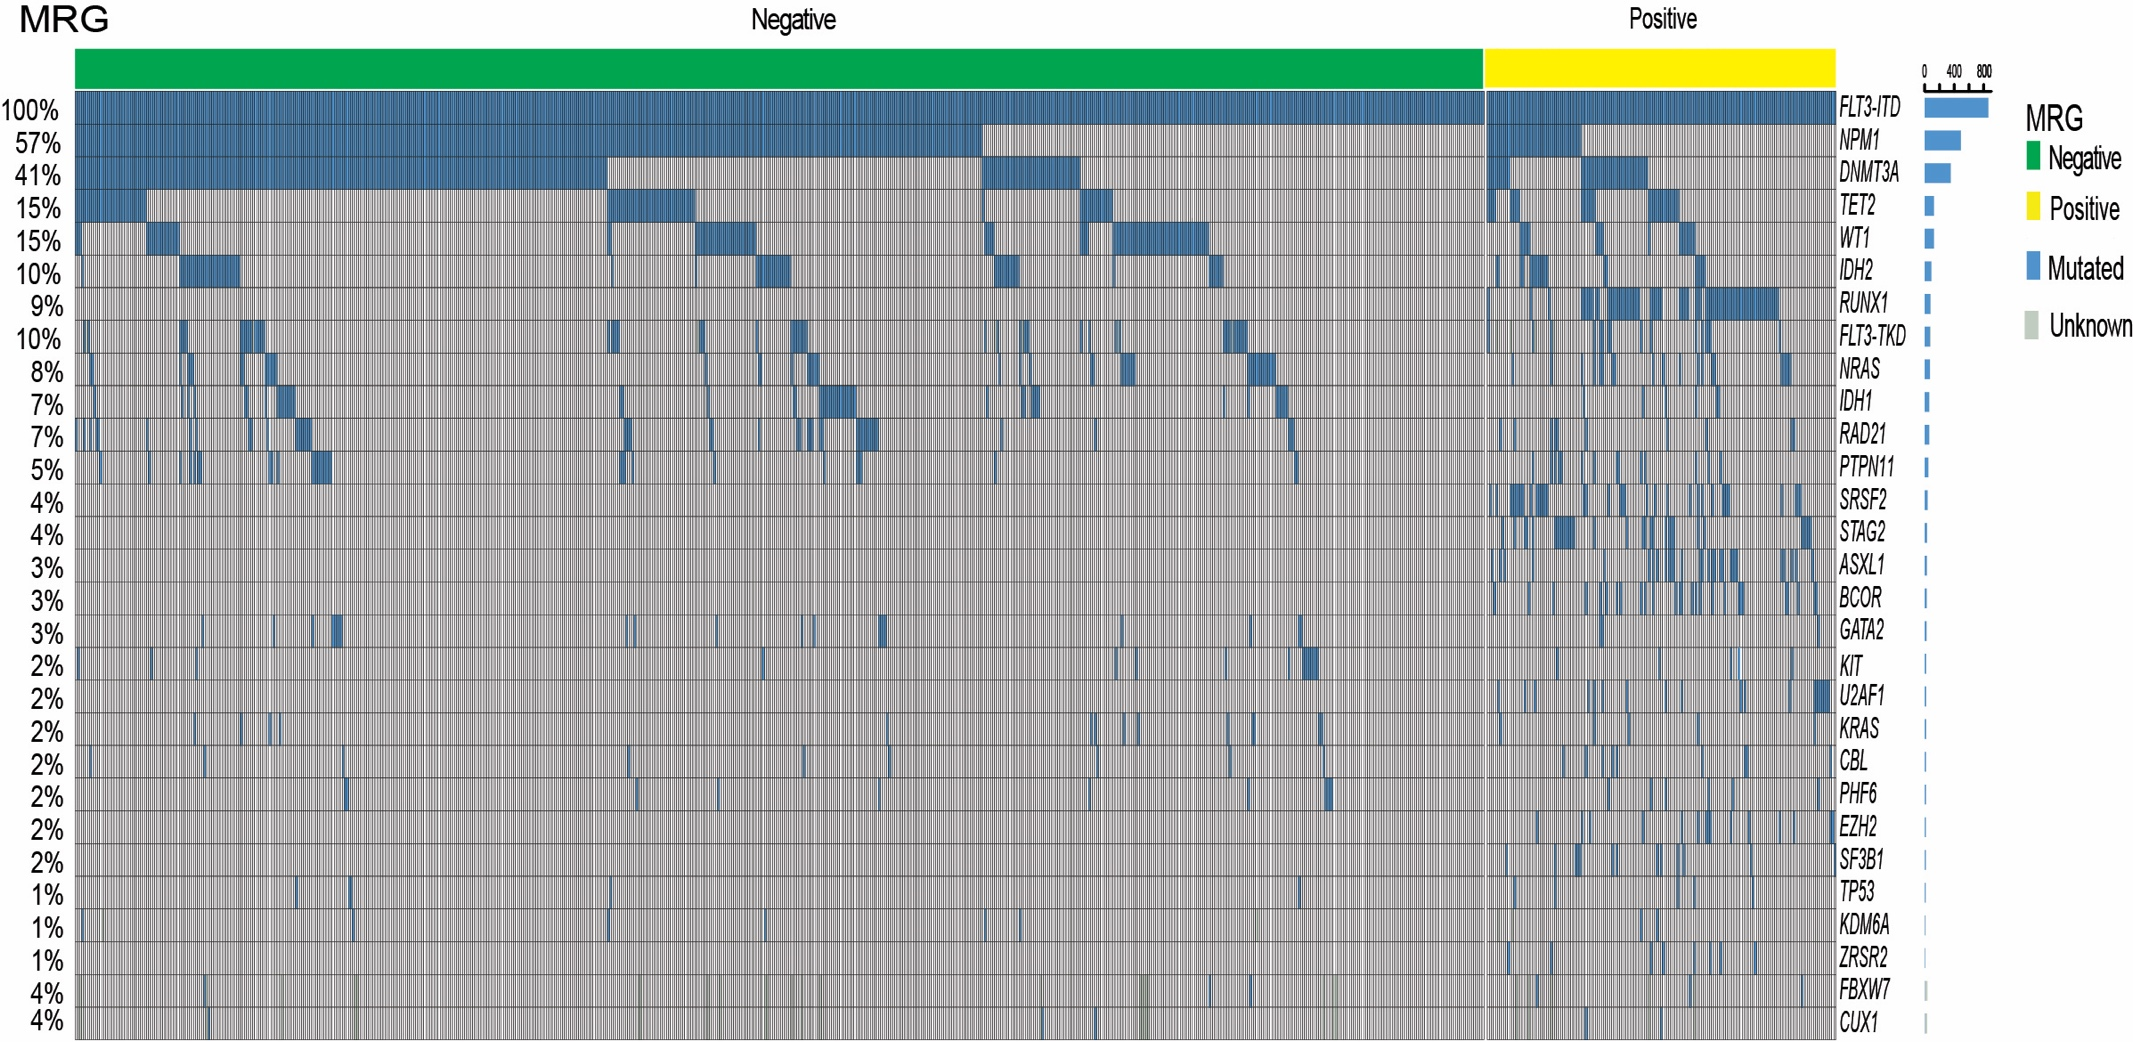 MRG
Negative
Positive
0 400 800
100% FLT3-ITD
57% NPM1
41% DNMT3A
15% TET2
15% WT1
10% IDH2
9% RUNX1
10% FLT3-TKD
8% NRAS
7% IDH1
7% RAD21
5% PTPN11
4% SRSF2
4% STAG2
3% ASXL1
3% BCOR
3% GATA2
2% KIT
2% U2AF1
2% KRAS
2% CBL
2% PHF6
2% EZH2
2% SF3B1
1% TP53
1% KDM6A
1% ZRSR2
4% FBXW7
4% CUX1
MRG
Negative
Positive
Mutated
Unknown